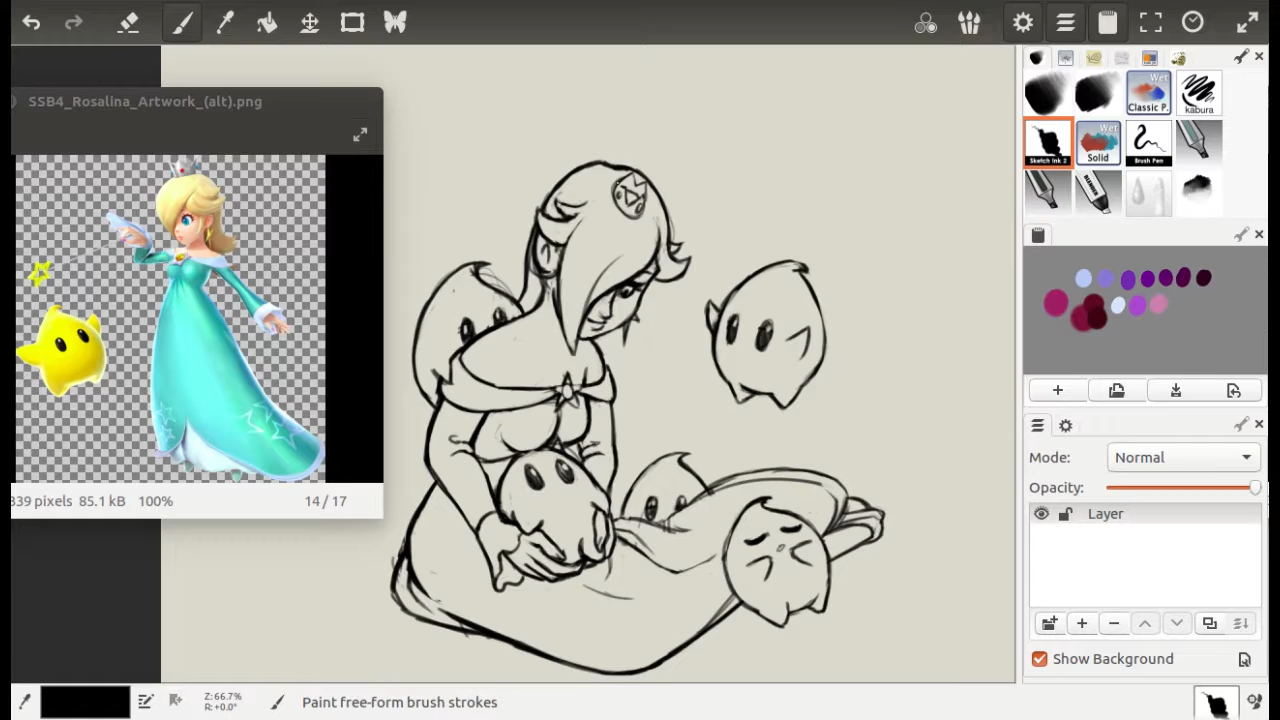 SSB4_Rosalina_Artwork_(alt).png
339 pixels 85.1 kB 100% 14 / 17
Wet
Classic P.
kabura
Sketch Ink 2
Wet
Solid
Brush Pen
BLENDER
Mode: Normal
Opacity:
Layer
Show Background
Z:66.7%
R:+0.0°
Paint free-form brush strokes